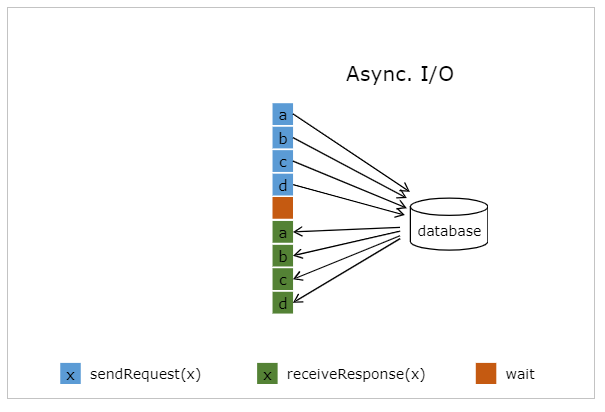 Async. I/O
a
b
c
d
a
b
c
d
database
x sendRequest(x)
x receiveResponse(x)
wait